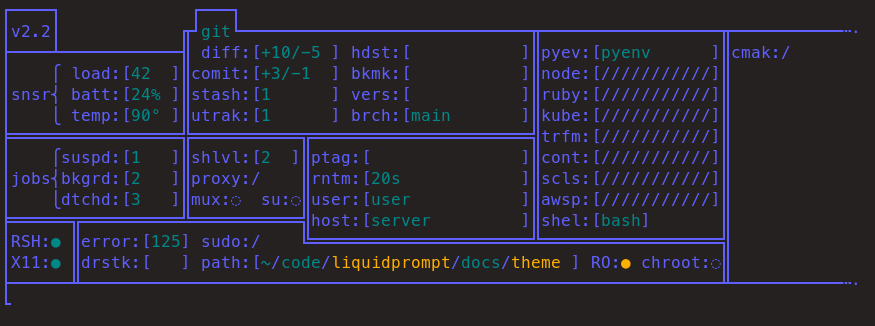 v2.2 git
diff:[+10/-5 ] hdst:[ ] pyev:[pyenv ] cmak:/
load:[42 ] comit:[+3/-1 ] bkmk:[ ] node:[///////////]
snsr batt:[24% ] stash:[1 ] vers:[ ] ruby:[///////////]
temp:[90° ] utrak:[1 ] brch:[main ] kube:[///////////]
trfm:[///////////]
suspd:[1 ] shlvl:[2 ] ptag:[ ] cont:[///////////]
jobs bkgrd:[2 ] proxy:/ rntm:[20s ] scls:[///////////]
dtchd:[3 ] mux:◌ su:◌ user:[user ] awsp:[///////////]
host:[server ] shel:[bash]
RSH:● error:[125] sudo:/
X11:● drstk:[ ] path:[~/code/liquidprompt/docs/theme ] RO:● chroot:◌